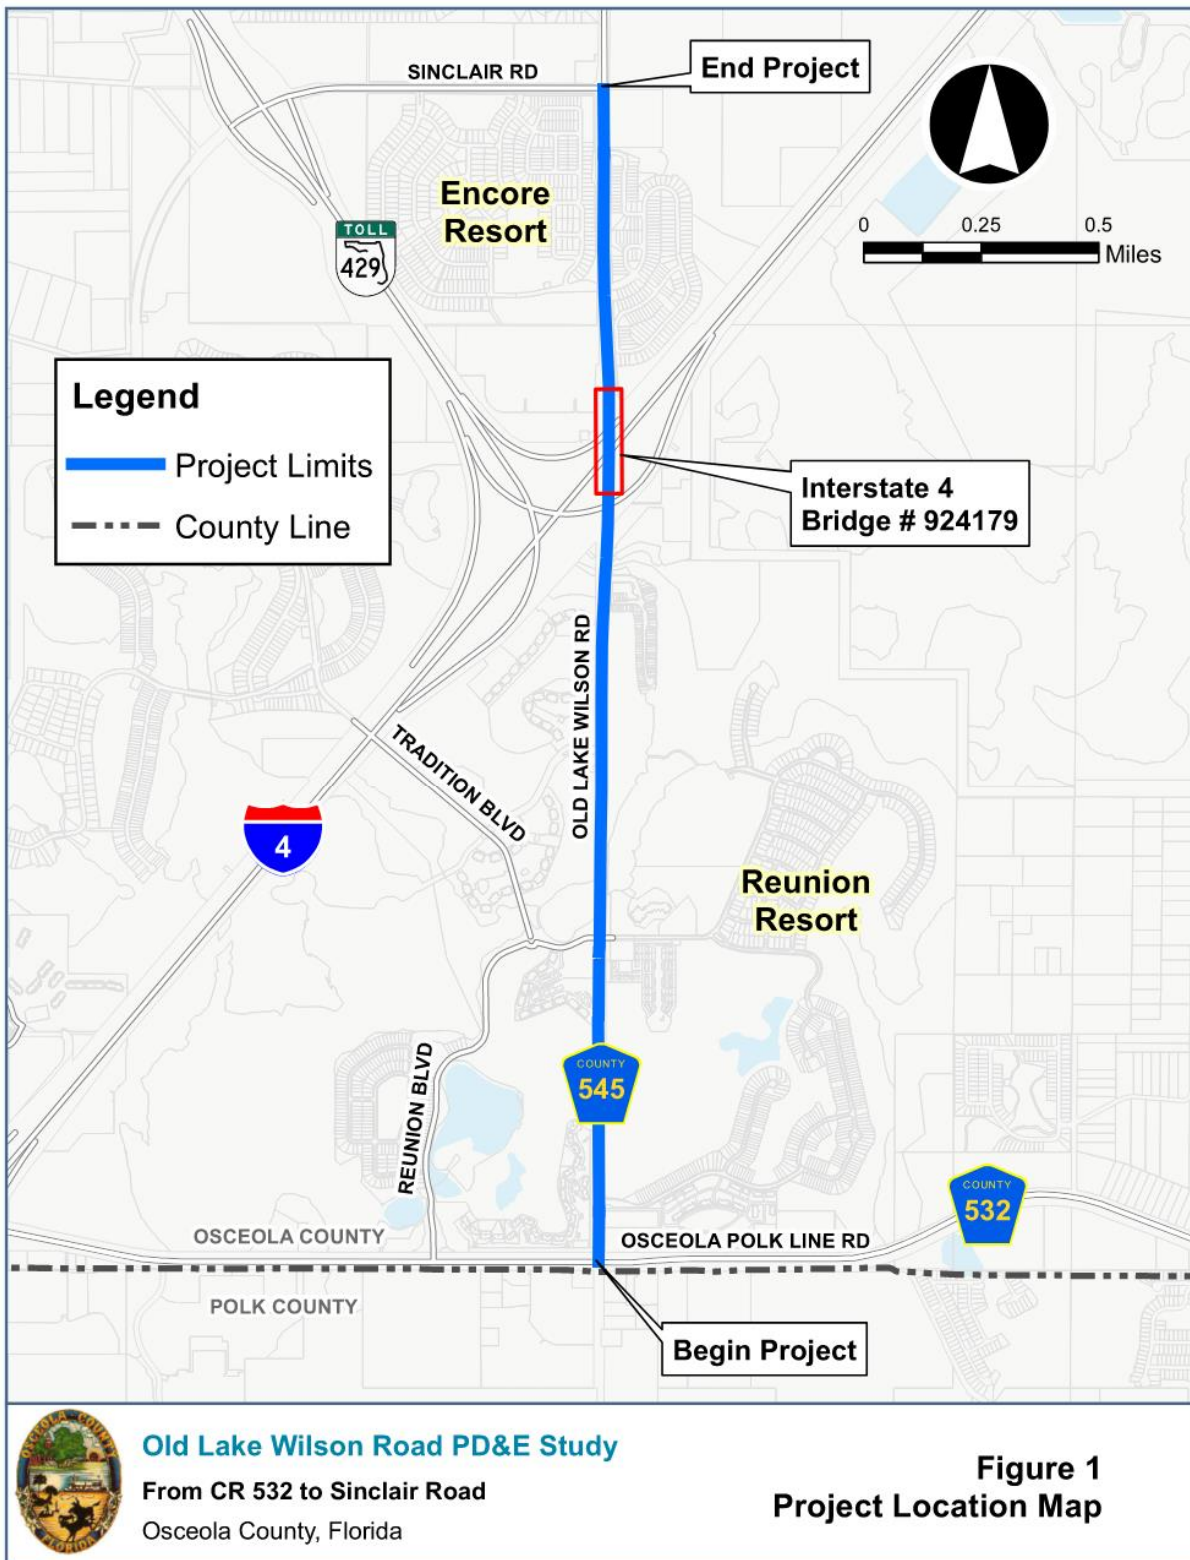 SINCLAIR RD
End Project
Encore
Resort
TOLL
429
0 0.25 0.5
Miles
Legend
Project Limits
County Line
Interstate 4
Bridge # 924179
OLD LAKE WILSON RD
TRADITION BLVD
4
Reunion
Resort
REUNION BLVD
COUNTY
545
COUNTY
532
OSCEOLA COUNTY
OSCEOLA POLK LINE RD
POLK COUNTY
Begin Project
OSCEOLA COUNTY
FLORIDA
Old Lake Wilson Road PD&E Study
From CR 532 to Sinclair Road
Osceola County, Florida
Figure 1
Project Location Map